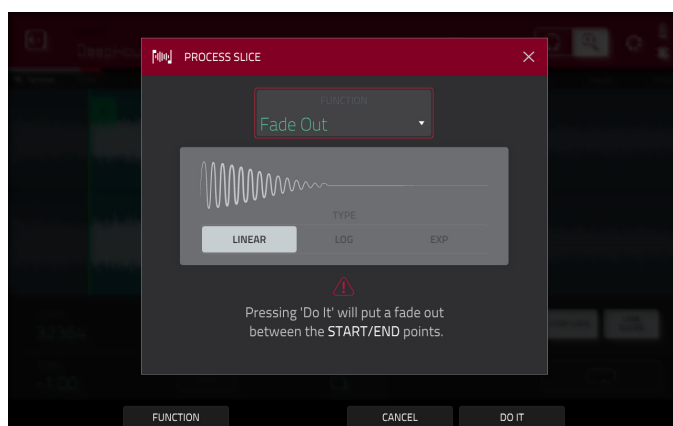 PROCESS SLICE
FUNCTION
Fade Out
TYPE
LINEAR LOG EXP
Pressing 'Do It' will put a fade out
between the START/END points.
FUNCTION CANCEL DO IT